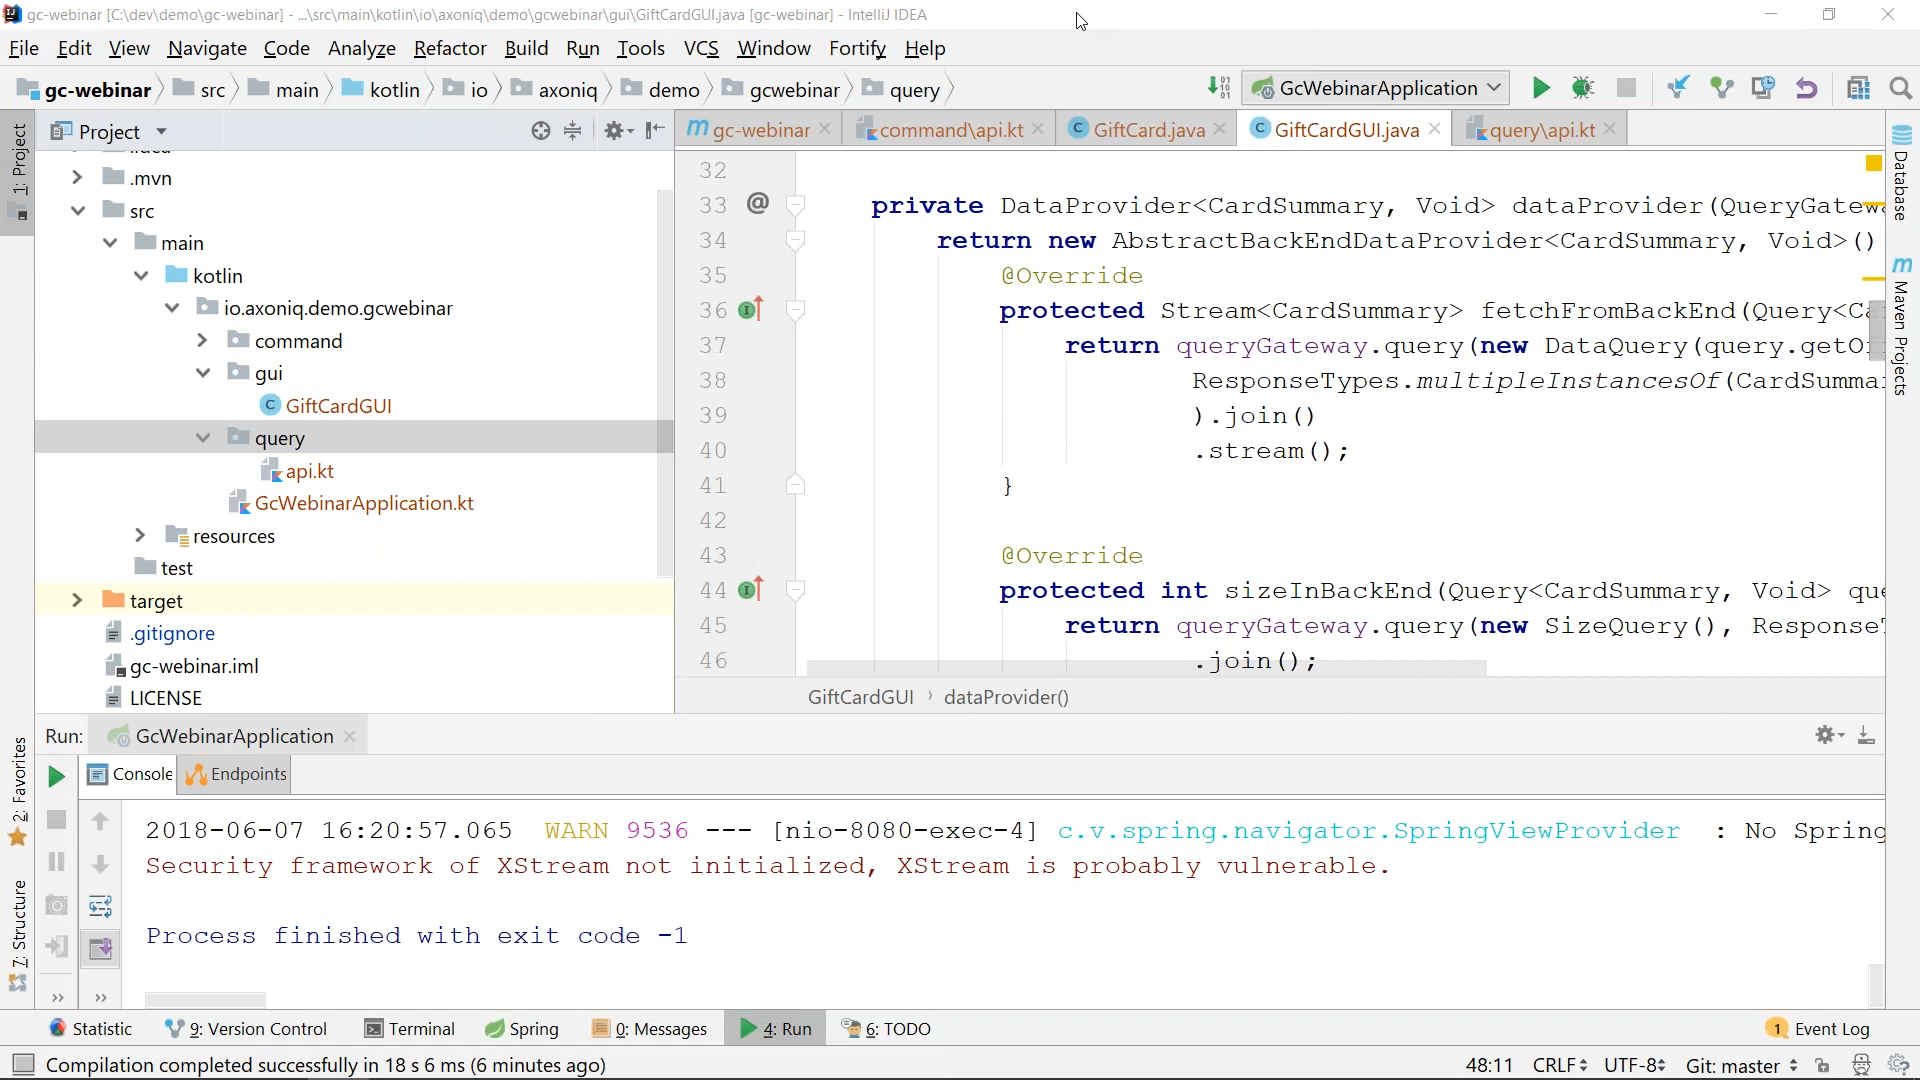 gc-webinar [C:\dev\demo\gc-webinar] - ...\src\main\kotlin\io\axoniq\demo\gcwebinar\gui\GiftCardGUI.java [gc-webinar] - IntelliJ IDEA
File Edit View Navigate Code Analyze Refactor Build Run Tools VCS Window Fortify Help
gc-webinar src main kotlin io axoniq demo gcwebinar query GcWebinarApplication
1: Project
Project
gc-webinar command\api.kt GiftCard.java GiftCardGUI.java query\api.kt
.mvn
src
main
kotlin
io.axoniq.demo.gcwebinar
command
gui
GiftCardGUI
query
api.kt
GcWebinarApplication.kt
resources
test
target
.gitignore
gc-webinar.iml
LICENSE
32
33 @ private DataProvider<CardSummary, Void> dataProvider(QueryGatew
34 return new AbstractBackEndDataProvider<CardSummary, Void>()
35 @Override
36 protected Stream<CardSummary> fetchFromBackEnd(Query<Ca
37 return queryGateway.query(new DataQuery(query.getO
38 ResponseTypes.multipleInstancesOf(CardSumma
39 ).join()
40 .stream();
41 }
42
43 @Override
44 protected int sizeInBackEnd(Query<CardSummary, Void> que
45 return queryGateway.query(new SizeQuery(), Response
46 .join();
GiftCardGUI › dataProvider()
Database
Maven Projects
2: Favorites
7: Structure
Run: GcWebinarApplication
Console Endpoints
2018-06-07 16:20:57.065 WARN 9536 --- [nio-8080-exec-4] c.v.spring.navigator.SpringViewProvider : No Spring
Security framework of XStream not initialized, XStream is probably vulnerable.
Process finished with exit code -1
Statistic 9: Version Control Terminal Spring 0: Messages 4: Run 6: TODO 1 Event Log
Compilation completed successfully in 18 s 6 ms (6 minutes ago) 48:11 CRLF UTF-8 Git: master